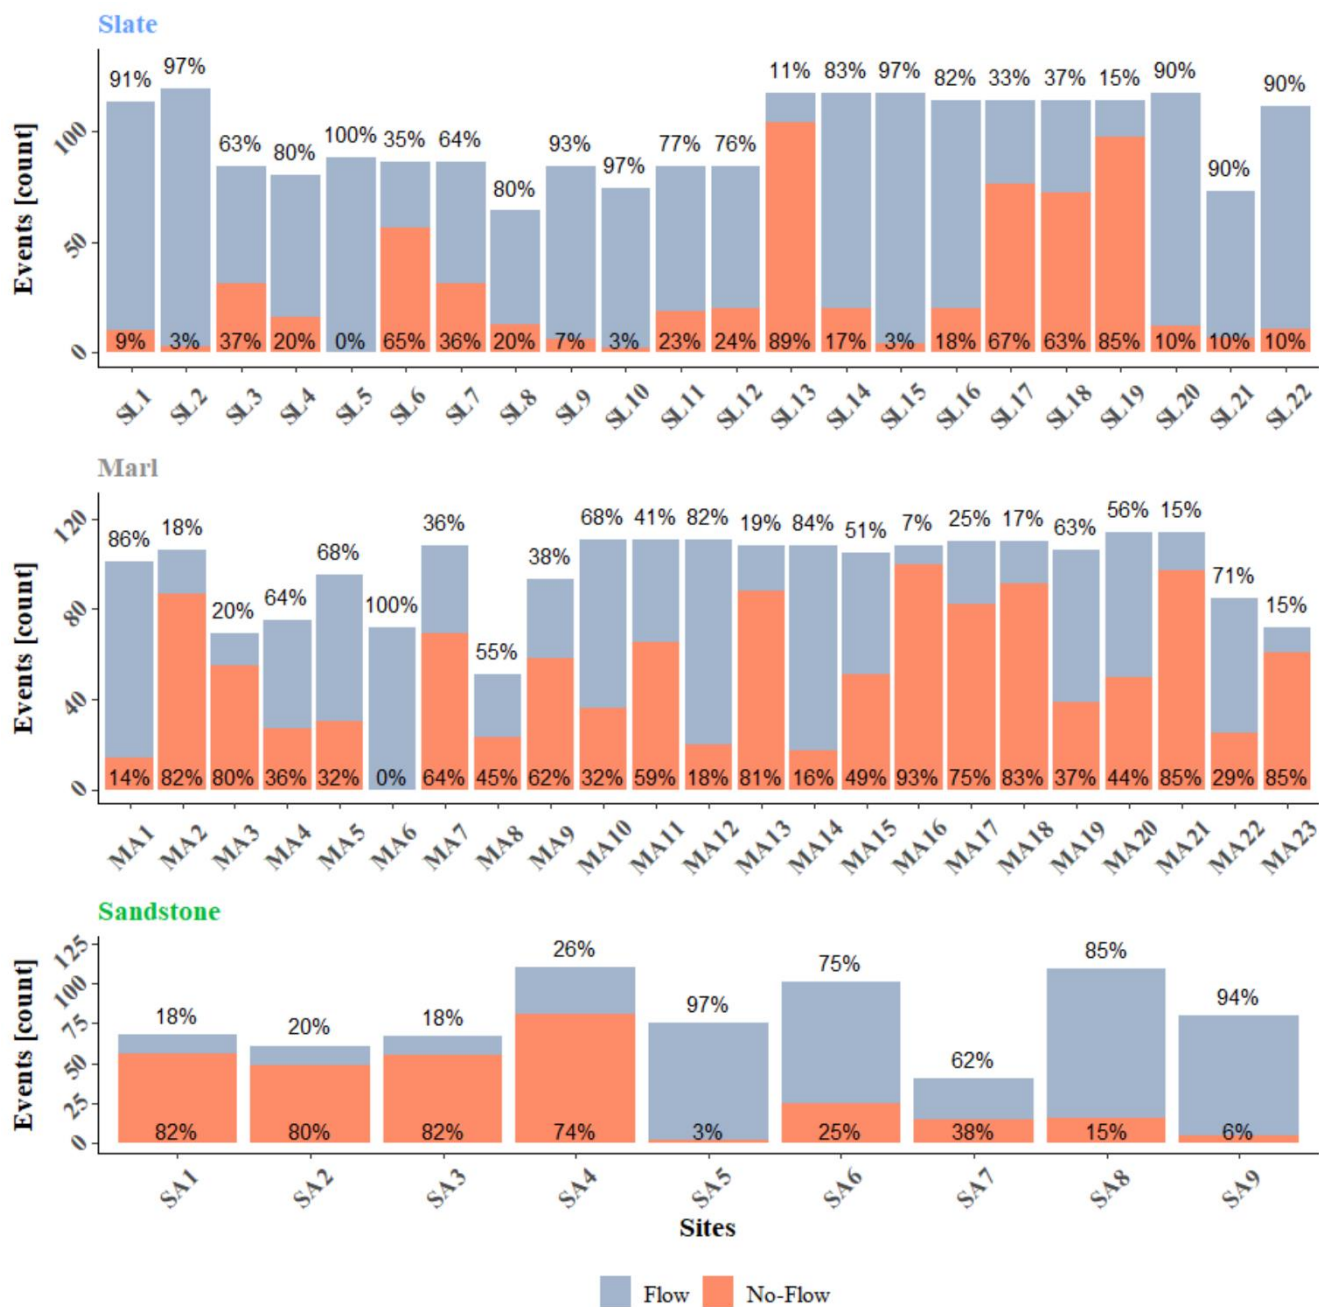 Slate
Events [count]
100
50
0
91% 97% 63% 80% 100% 35% 64% 80% 93% 97% 77% 76% 11% 83% 97% 82% 33% 37% 15% 90% 90% 90%
9% 3% 37% 20% 0% 65% 36% 20% 7% 3% 23% 24% 89% 17% 3% 18% 67% 63% 85% 10% 10% 10%
SL1 SL2 SL3 SL4 SL5 SL6 SL7 SL8 SL9 SL10 SL11 SL12 SL13 SL14 SL15 SL16 SL17 SL18 SL19 SL20 SL21 SL22
Marl
Events [count]
120
80
40
0
86% 18% 20% 64% 68% 100% 36% 55% 38% 68% 41% 82% 19% 84% 51% 7% 25% 17% 63% 56% 15% 71% 15%
14% 82% 80% 36% 32% 0% 64% 45% 62% 32% 59% 18% 81% 16% 49% 93% 75% 83% 37% 44% 85% 29% 85%
MA1 MA2 MA3 MA4 MA5 MA6 MA7 MA8 MA9 MA10 MA11 MA12 MA13 MA14 MA15 MA16 MA17 MA18 MA19 MA20 MA21 MA22 MA23
Sandstone
Events [count]
125
100
75
50
25
0
18% 20% 18% 26% 97% 75% 62% 85% 94%
82% 80% 82% 74% 3% 25% 38% 15% 6%
SA1 SA2 SA3 SA4 SA5 SA6 SA7 SA8 SA9
Sites
Flow No-Flow